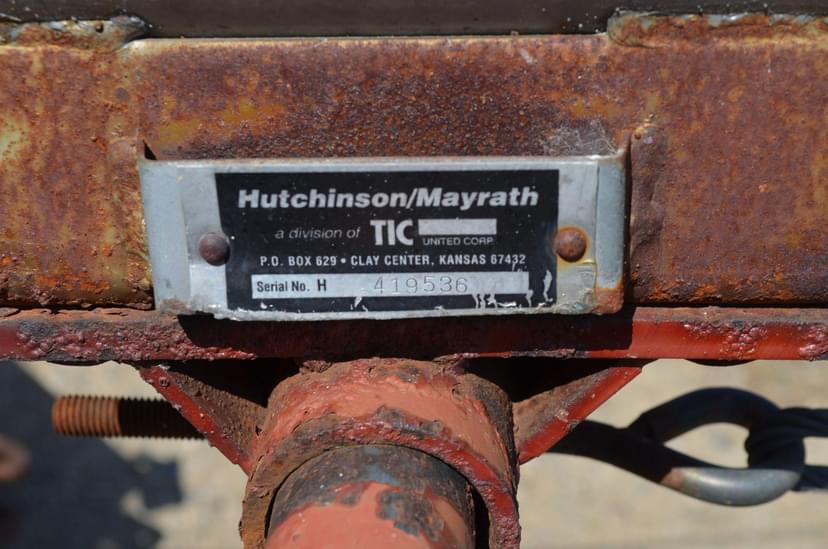 Hutchinson/Mayrath
a division of TIC UNITED CORP.
P.O. BOX 629 • CLAY CENTER, KANSAS 67432
Serial No. H 419536